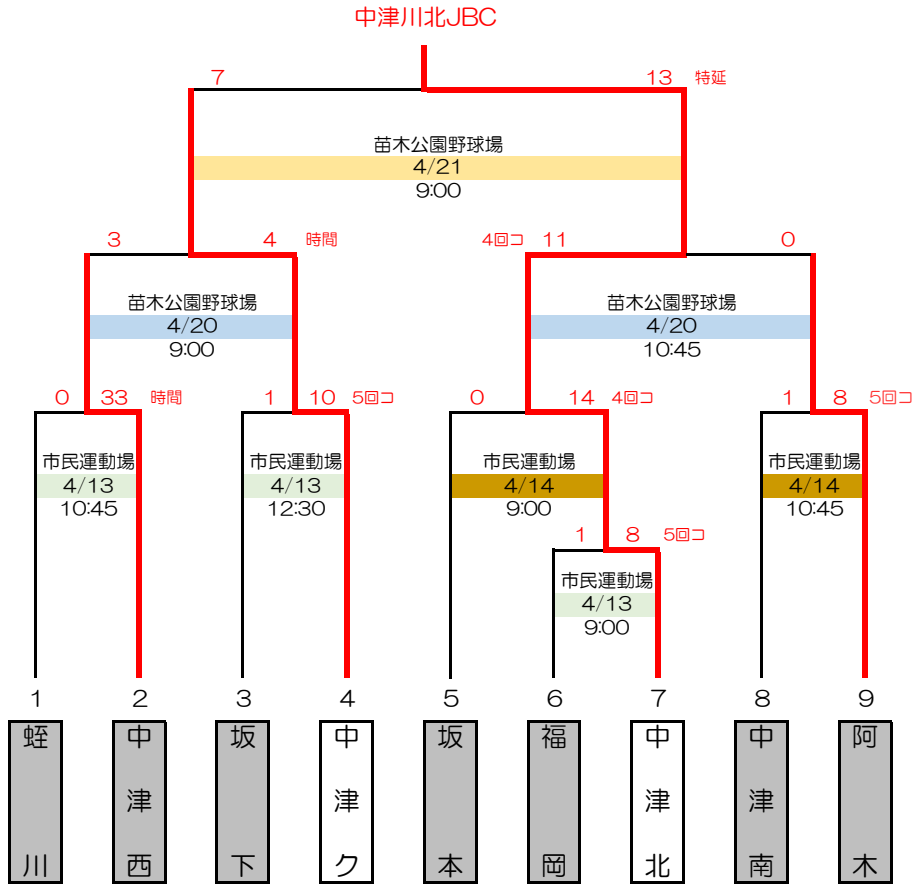 中津川北JBC
7 13 特延
苗木公園野球場
4/21
9:00
3 4 時間 4回コ 11 0
苗木公園野球場 苗木公園野球場
4/20 4/20
9:00 10:45
0 33 時間 1 10 5回コ 0 14 4回コ 1 8 5回コ
市民運動場 市民運動場 市民運動場 市民運動場
4/13 4/13 4/14 4/14
10:45 12:30 9:00 10:45
1 8 5回コ
市民運動場
4/13
9:00
1 2 3 4 5 6 7 8 9
蛭川
中津西
坂下
中津ク
坂本
福岡
中津北
中津南
阿木